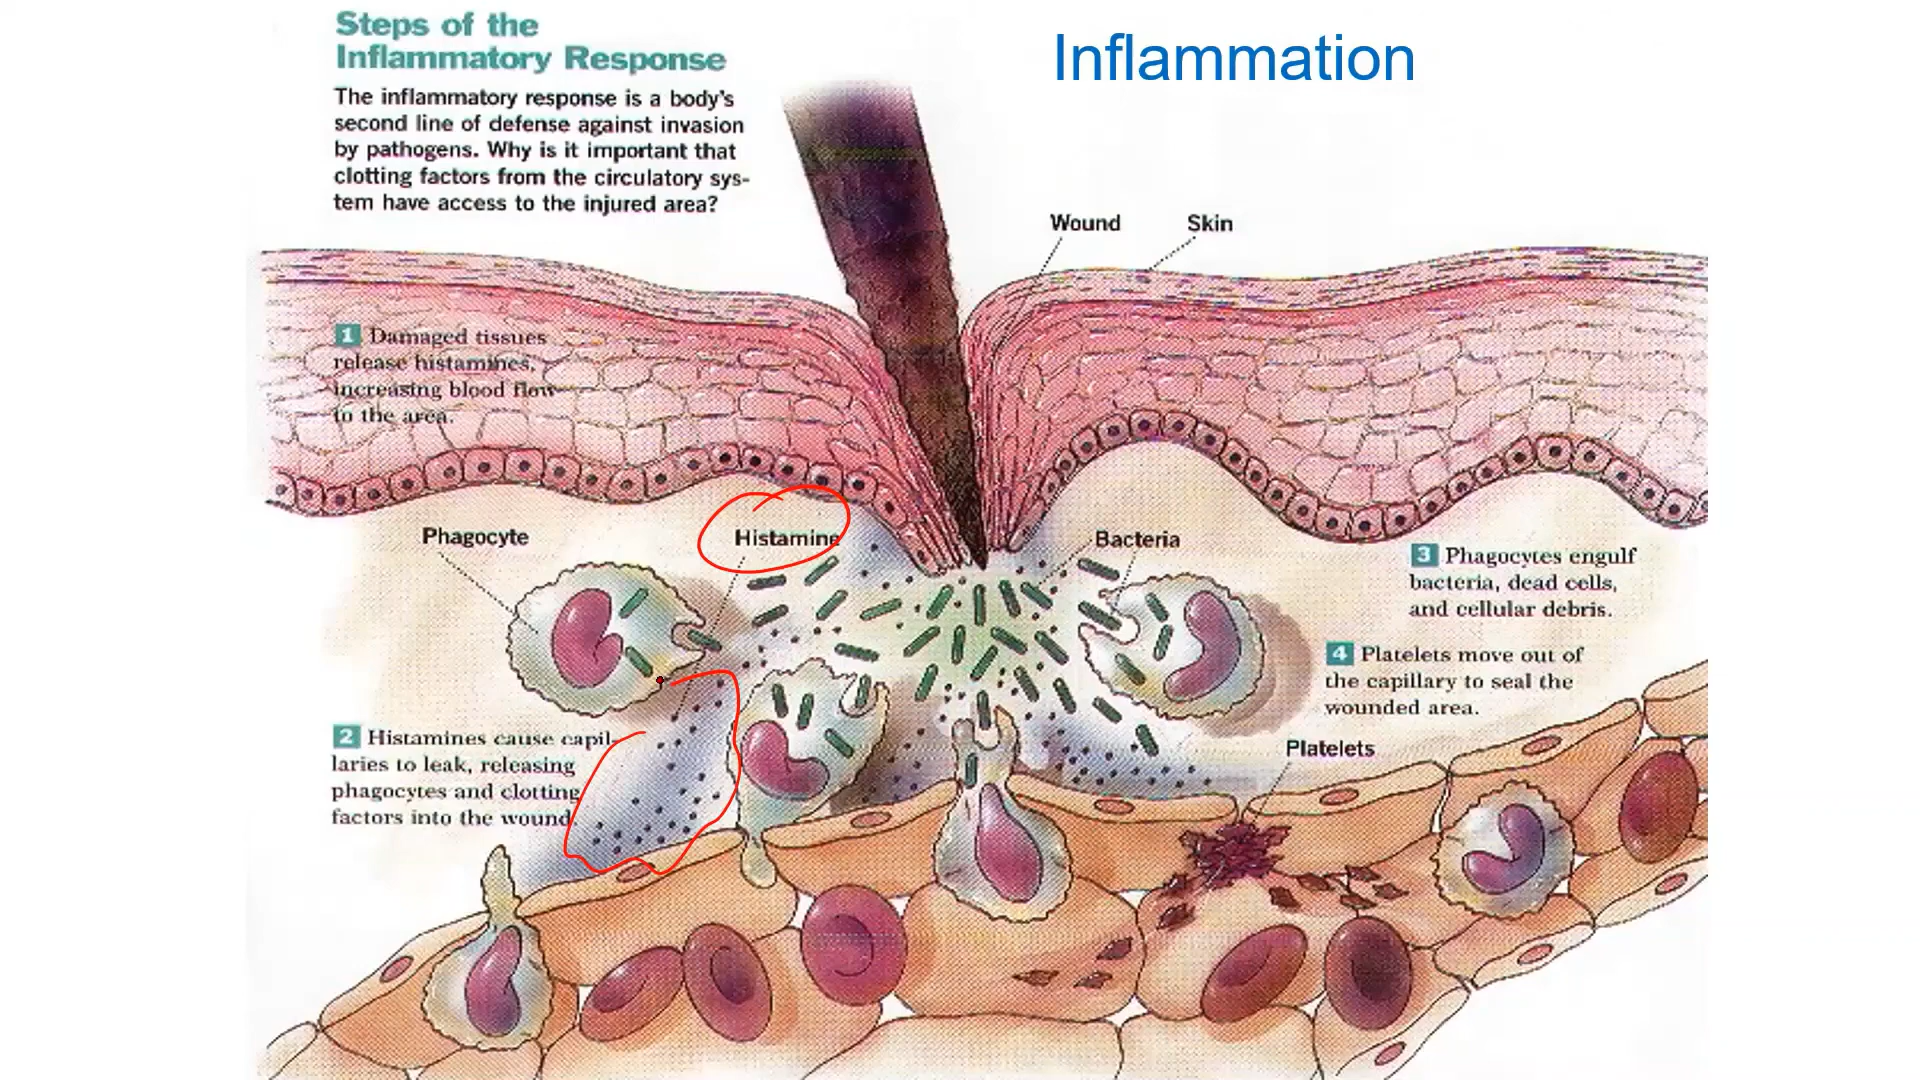 Steps of the
Inflammatory Response
The inflammatory response is a body's
second line of defense against invasion
by pathogens. Why is it important that
clotting factors from the circulatory sys-
tem have access to the injured area?
Inflammation
Wound
Skin
1 Damaged tissues
release histamines,
increasing blood flow
to the area.
Phagocyte
Histamine
Bacteria
3 Phagocytes engulf
bacteria, dead cells,
and cellular debris.
4 Platelets move out of
the capillary to seal the
wounded area.
2 Histamines cause capil-
laries to leak, releasing
phagocytes and clotting
factors into the wound.
Platelets